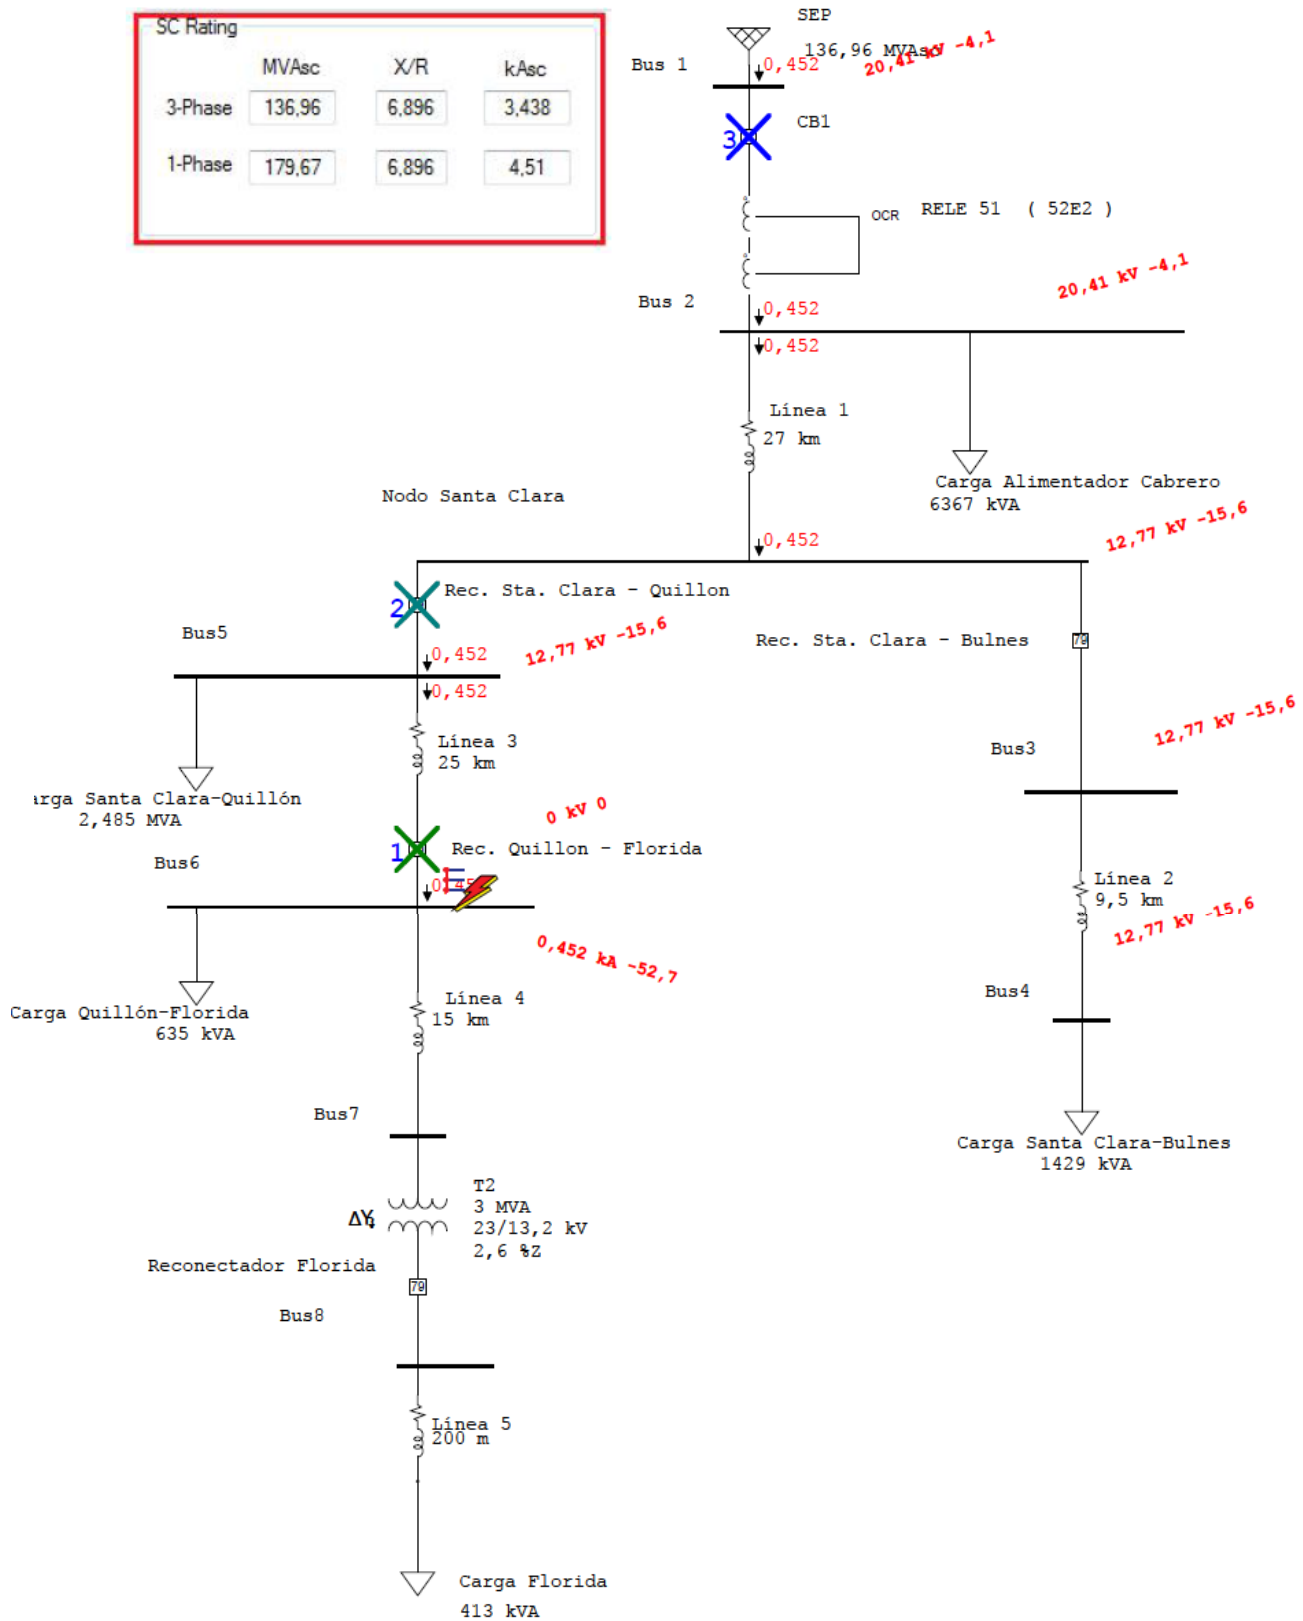 SC Rating
MVAsc X/R kAsc
3-Phase 136,96 6,896 3,438
1-Phase 179,67 6,896 4,51
SEP
136,96 MVAsc
Bus 1
0,452
20,41 kV -4,1
CB1
3
OCR RELE 51 ( 52E2 )
20,41 kV -4,1
Bus 2
0,452
0,452
Línea 1
27 km
Carga Alimentador Cabrero
6367 kVA
Nodo Santa Clara
0,452
12,77 kV -15,6
Rec. Sta. Clara - Quillon
2
Bus5
0,452
12,77 kV -15,6
0,452
Rec. Sta. Clara - Bulnes
79
12,77 kV -15,6
Bus3
Línea 3
25 km
arga Santa Clara-Quillón
2,485 MVA
0 kV 0
1
Rec. Quillon - Florida
Bus6
Línea 2
9,5 km
12,77 kV -15,6
0,452 kA -52,7
Bus4
Línea 4
15 km
Carga Quillón-Florida
635 kVA
Bus7
Carga Santa Clara-Bulnes
1429 kVA
T2
3 MVA
23/13,2 kV
2,6 %Z
Reconectador Florida
79
Bus8
Línea 5
200 m
Carga Florida
413 kVA